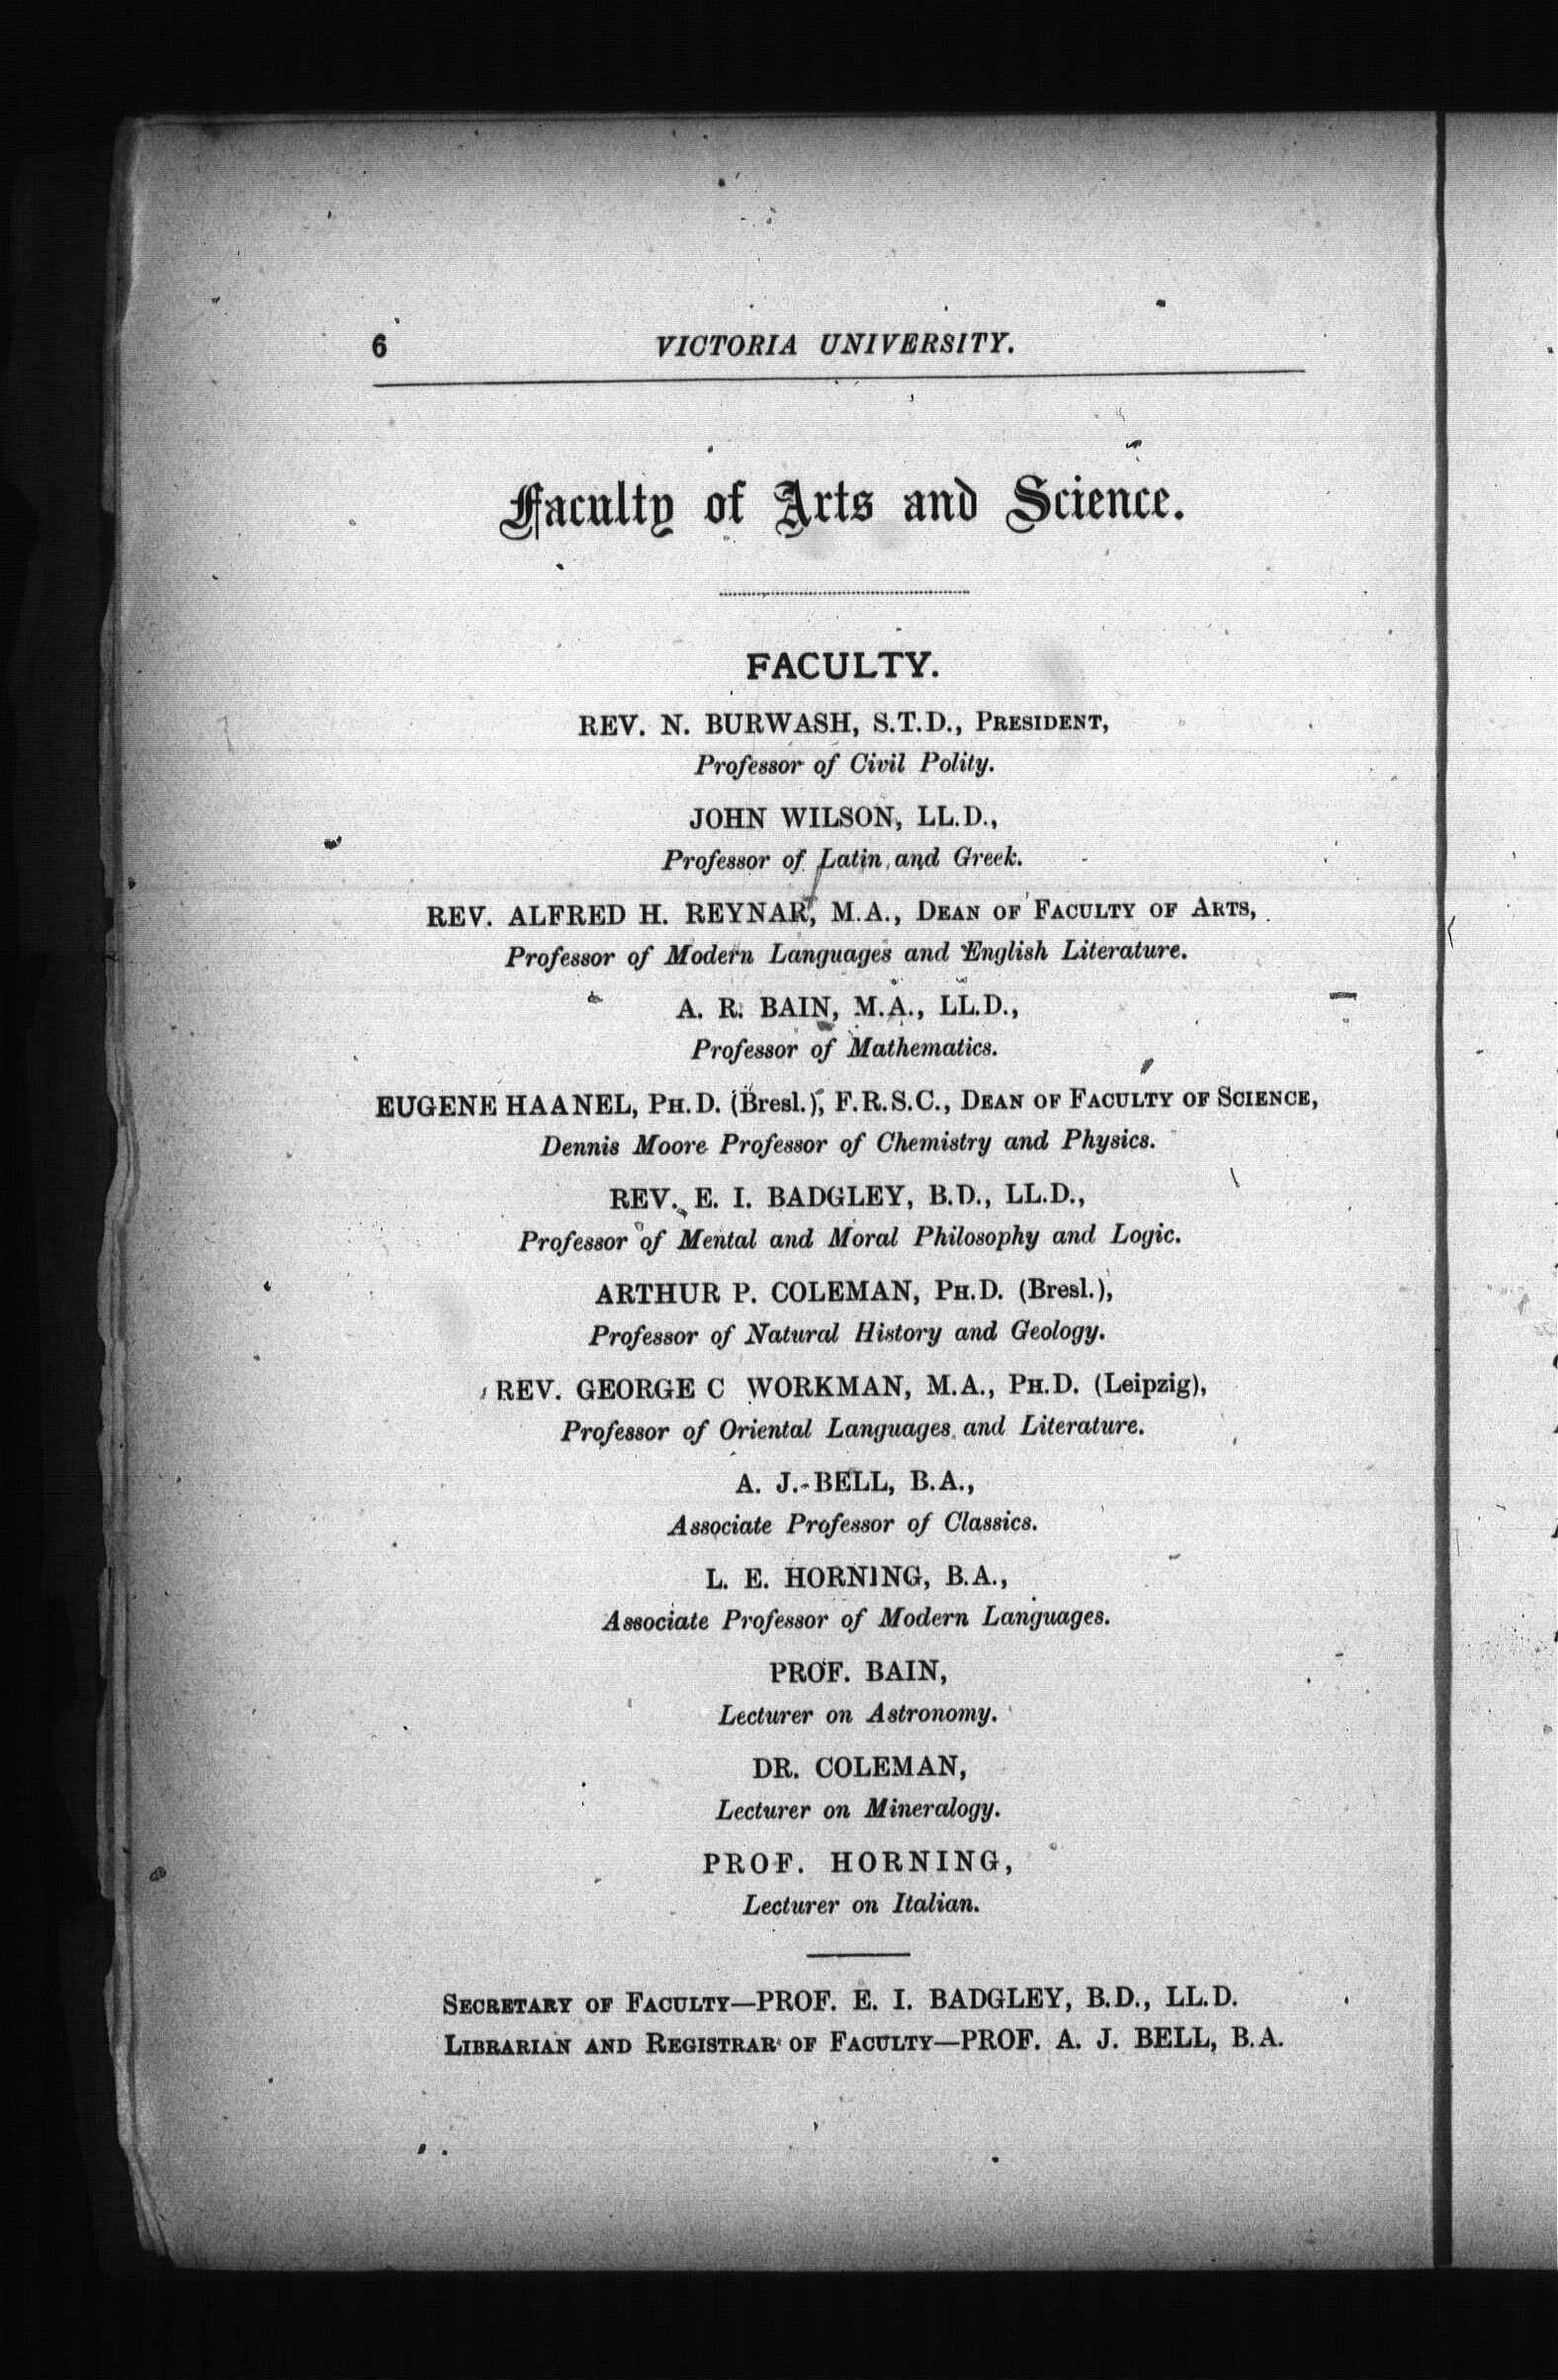 6 VICTORIA UNIVERSITY.
Faculty of Arts and Science.
FACULTY.
REV. N. BURWASH, S.T.D., PRESIDENT,
Professor of Civil Polity.
JOHN WILSON, LL.D.,
Professor of Latin and Greek.
REV. ALFRED H. REYNAR, M.A., DEAN OF FACULTY OF ARTS,
Professor of Modern Languages and English Literature.
A. R. BAIN, M.A., LL.D.,
Professor of Mathematics.
EUGENE HAANEL, PH.D. (Bresl.), F.R.S.C., DEAN OF FACULTY OF SCIENCE,
Dennis Moore Professor of Chemistry and Physics.
REV. E. I. BADGLEY, B.D., LL.D.,
Professor of Mental and Moral Philosophy and Logic.
ARTHUR P. COLEMAN, PH.D. (Bresl.),
Professor of Natural History and Geology.
REV. GEORGE C WORKMAN, M.A., PH.D. (Leipzig),
Professor of Oriental Languages and Literature.
A. J. BELL, B.A.,
Associate Professor of Classics.
L. E. HORNING, B.A.,
Associate Professor of Modern Languages.
PROF. BAIN,
Lecturer on Astronomy.
DR. COLEMAN,
Lecturer on Mineralogy.
PROF. HORNING,
Lecturer on Italian.
SECRETARY OF FACULTY—PROF. E. I. BADGLEY, B.D., LL.D.
LIBRARIAN AND REGISTRAR OF FACULTY—PROF. A. J. BELL, B.A.